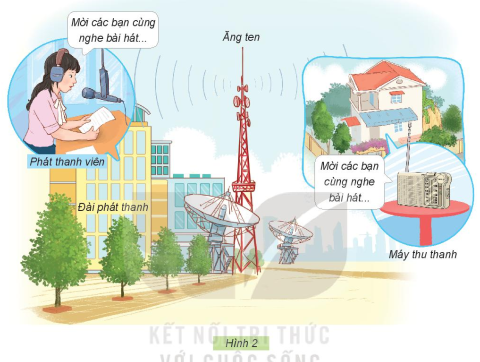 Mời các bạn cùng
nghe bài hát...
Ăng ten
Phát thanh viên
Đài phát thanh
Mời các bạn
cùng nghe
bài hát...
Máy thu thanh
KẾT NỐI TRI THỨC
Hình 2
VỚI CUỘC SỐNG